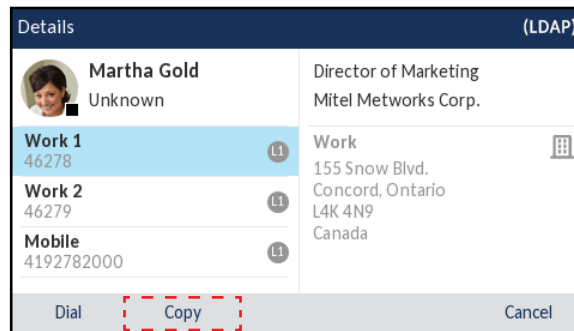 Details
(LDAP)
Martha Gold
Unknown
Work 1
46278
L1
Work 2
46279
L1
Mobile
4192782000
L1
Director of Marketing
Mitel Metworks Corp.
Work
155 Snow Blvd.
Concord, Ontario
L4K 4N9
Canada
Dial
Copy
Cancel